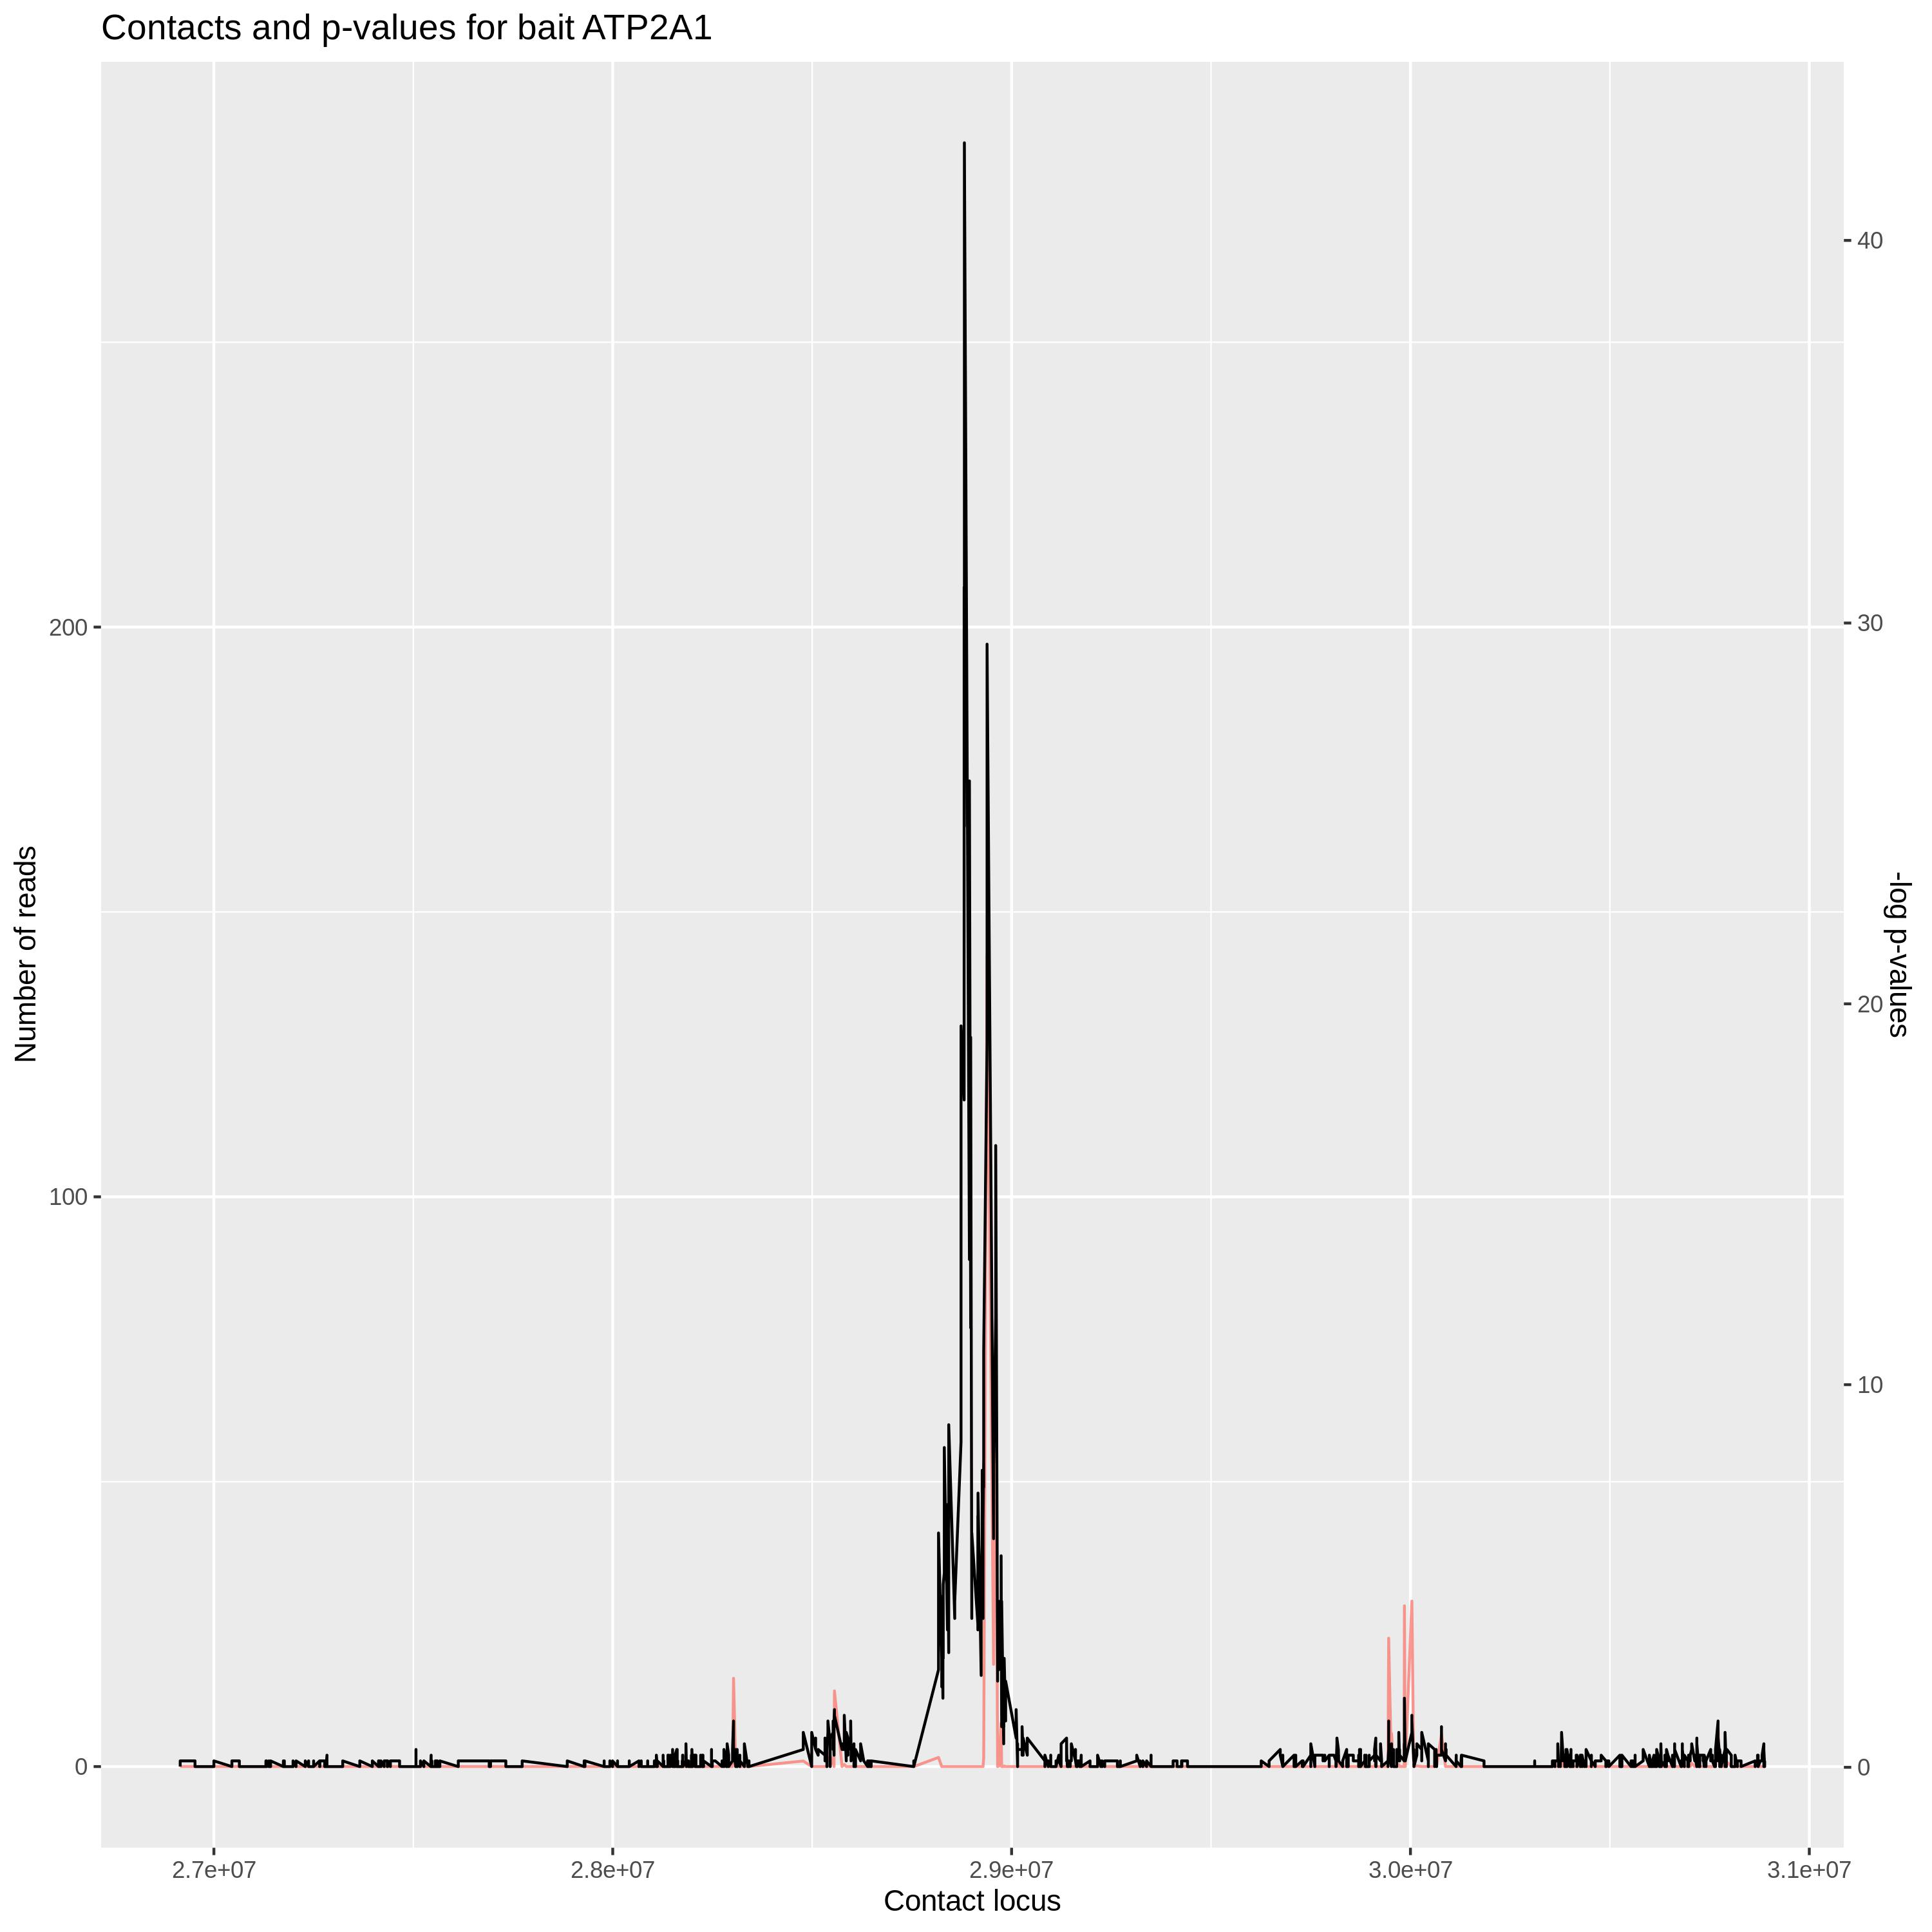 Contacts and p-values for bait ATP2A1
Number of reads
200
100
0
40
30
20
10
0
-log p-values
2.7e+07 2.8e+07 2.9e+07 3.0e+07 3.1e+07
Contact locus